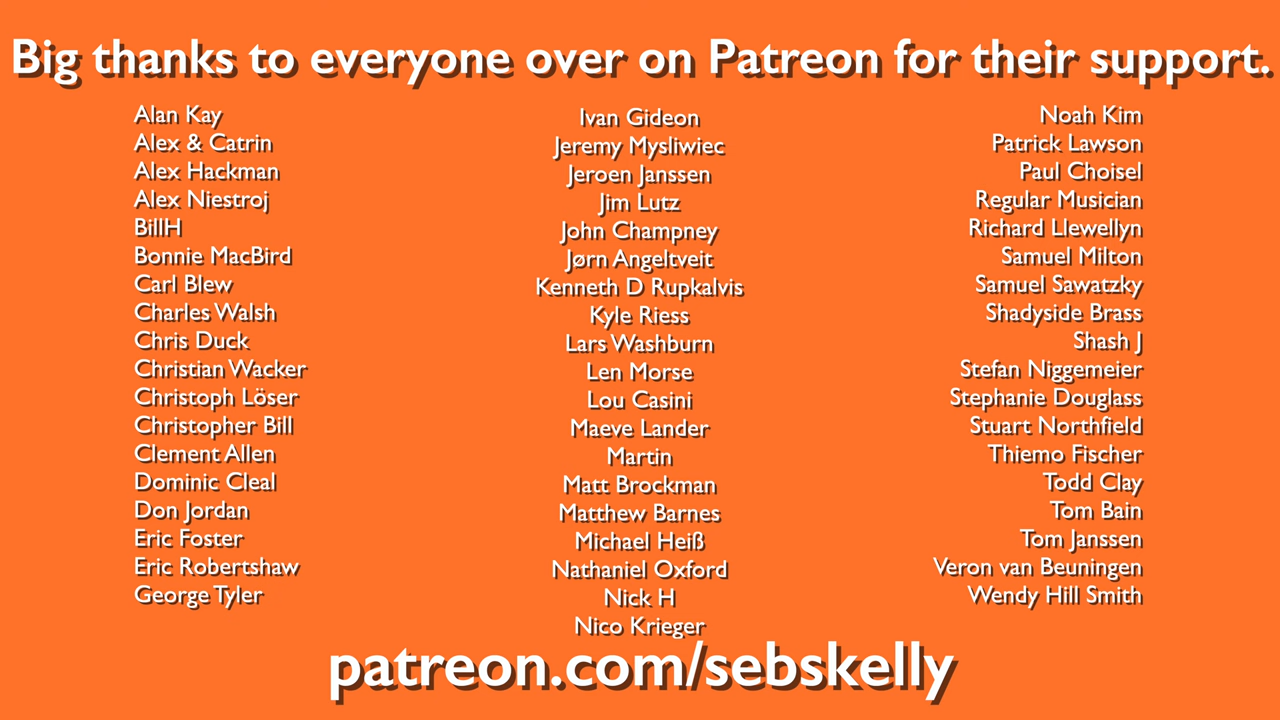 Big thanks to everyone over on Patreon for their support.
Alan Kay
Alex & Catrin
Alex Hackman
Alex Niestroj
BillH
Bonnie MacBird
Carl Blew
Charles Walsh
Chris Duck
Christian Wacker
Christoph Löser
Christopher Bill
Clement Allen
Dominic Cleal
Don Jordan
Eric Foster
Eric Robertshaw
George Tyler
Ivan Gideon
Jeremy Mysliwiec
Jeroen Janssen
Jim Lutz
John Champney
Jørn Angeltveit
Kenneth D Rupkalvis
Kyle Riess
Lars Washburn
Len Morse
Lou Casini
Maeve Lander
Martin
Matt Brockman
Matthew Barnes
Michael Heiß
Nathaniel Oxford
Nick H
Nico Krieger
Noah Kim
Patrick Lawson
Paul Choisel
Regular Musician
Richard Llewellyn
Samuel Milton
Samuel Sawatzky
Shadyside Brass
Shash J
Stefan Niggemeier
Stephanie Douglass
Stuart Northfield
Thiemo Fischer
Todd Clay
Tom Bain
Tom Janssen
Veron van Beuningen
Wendy Hill Smith
patreon.com/sebskelly